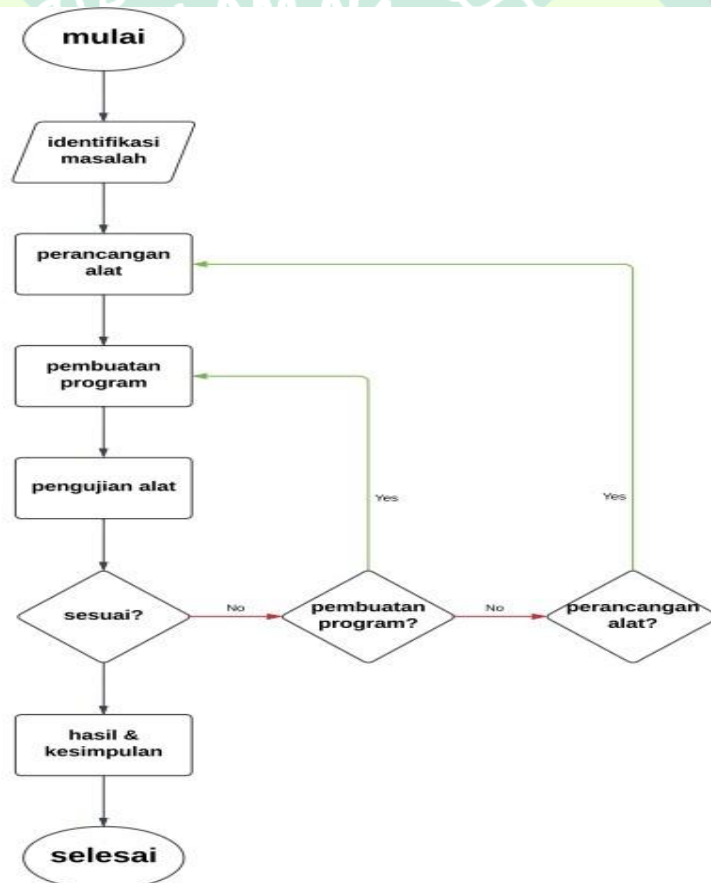 mulai
identifikasi
masalah
perancangan
alat
pembuatan
program
pengujian alat
Yes
Yes
sesuai?
No
pembuatan
program?
No
perancangan
alat?
hasil &
kesimpulan
selesai